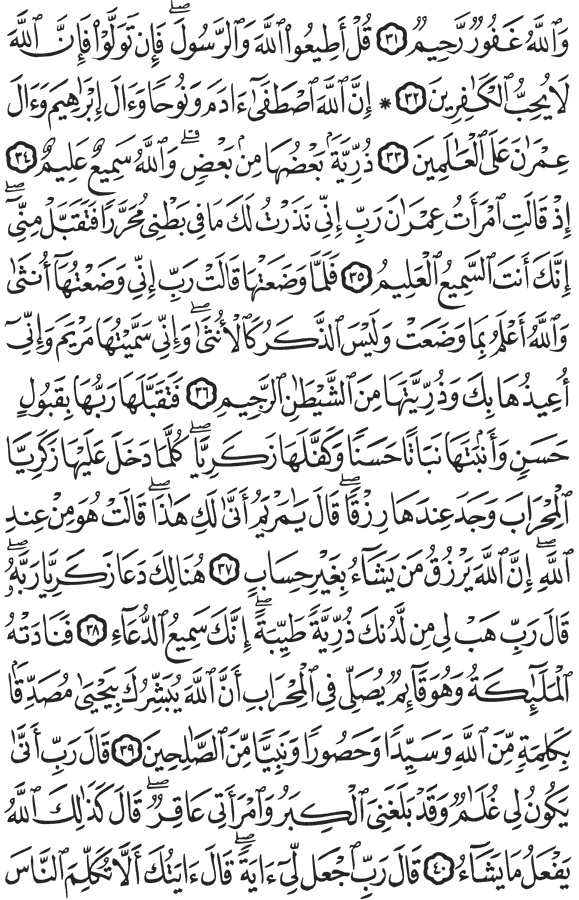 وَٱللَّهُ غَفُورٌ رَّحِيمٌ ٣١ قُلْ أَطِيعُوا۟ ٱللَّهَ وَٱلرَّسُولَ ۖ فَإِن تَوَلَّوْا۟ فَإِنَّ ٱللَّهَ
لَا يُحِبُّ ٱلْكَـٰفِرِينَ ٣٢ * إِنَّ ٱللَّهَ ٱصْطَفَىٰٓ ءَادَمَ وَنُوحًا وَءَالَ إِبْرَٰهِيمَ وَءَالَ
عِمْرَٰنَ عَلَى ٱلْعَـٰلَمِينَ ٣٣ ذُرِّيَّةًۢ بَعْضُهَا مِنۢ بَعْضٍ ۗ وَٱللَّهُ سَمِيعٌ عَلِيمٌ ٣٤
إِذْ قَالَتِ ٱمْرَأَتُ عِمْرَٰنَ رَبِّ إِنِّى نَذَرْتُ لَكَ مَا فِى بَطْنِى مُحَرَّرًا فَتَقَبَّلْ مِنِّىٓ ۖ
إِنَّكَ أَنتَ ٱلسَّمِيعُ ٱلْعَلِيمُ ٣٥ فَلَمَّا وَضَعَتْهَا قَالَتْ رَبِّ إِنِّى وَضَعْتُهَآ أُنثَىٰ
وَٱللَّهُ أَعْلَمُ بِمَا وَضَعَتْ وَلَيْسَ ٱلذَّكَرُ كَٱلْأُنثَىٰ ۖ وَإِنِّى سَمَّيْتُهَا مَرْيَمَ وَإِنِّىٓ
أُعِيذُهَا بِكَ وَذُرِّيَّتَهَا مِنَ ٱلشَّيْطَـٰنِ ٱلرَّجِيمِ ٣٦ فَتَقَبَّلَهَا رَبُّهَا بِقَبُولٍ
حَسَنٍ وَأَنۢبَتَهَا نَبَاتًا حَسَنًا وَكَفَّلَهَا زَكَرِيَّا ۖ كُلَّمَا دَخَلَ عَلَيْهَا زَكَرِيَّا
ٱلْمِحْرَابَ وَجَدَ عِندَهَا رِزْقًا ۖ قَالَ يَـٰمَرْيَمُ أَنَّىٰ لَكِ هَـٰذَا ۖ قَالَتْ هُوَ مِنْ عِندِ
ٱللَّهِ ۖ إِنَّ ٱللَّهَ يَرْزُقُ مَن يَشَآءُ بِغَيْرِ حِسَابٍ ٣٧ هُنَالِكَ دَعَا زَكَرِيَّا رَبَّهُۥ ۖ
قَالَ رَبِّ هَبْ لِى مِن لَّدُنكَ ذُرِّيَّةً طَيِّبَةً ۖ إِنَّكَ سَمِيعُ ٱلدُّعَآءِ ٣٨ فَنَادَتْهُ
ٱلْمَلَـٰٓئِكَةُ وَهُوَ قَآئِمٌ يُصَلِّى فِى ٱلْمِحْرَابِ أَنَّ ٱللَّهَ يُبَشِّرُكَ بِيَحْيَىٰ مُصَدِّقًۢا
بِكَلِمَةٍ مِّنَ ٱللَّهِ وَسَيِّدًا وَحَصُورًا وَنَبِيًّا مِّنَ ٱلصَّـٰلِحِينَ ٣٩ قَالَ رَبِّ أَنَّىٰ
يَكُونُ لِى غُلَـٰمٌ وَقَدْ بَلَغَنِىَ ٱلْكِبَرُ وَٱمْرَأَتِى عَاقِرٌ ۖ قَالَ كَذَٰلِكَ ٱللَّهُ
يَفْعَلُ مَا يَشَآءُ ٤٠ قَالَ رَبِّ ٱجْعَل لِّىٓ ءَايَةً ۖ قَالَ ءَايَتُكَ أَلَّا تُكَلِّمَ ٱلنَّاسَ